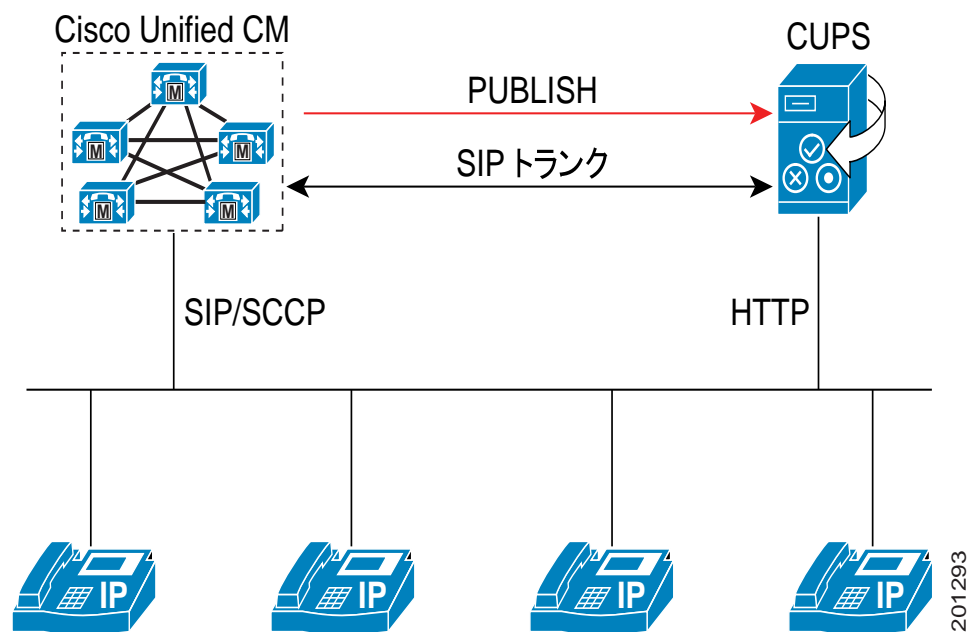 Cisco Unified CM
CUPS
M
M
M
M
M
PUBLISH
SIP トランク
SIP/SCCP
HTTP
IP
IP
IP
IP
201293